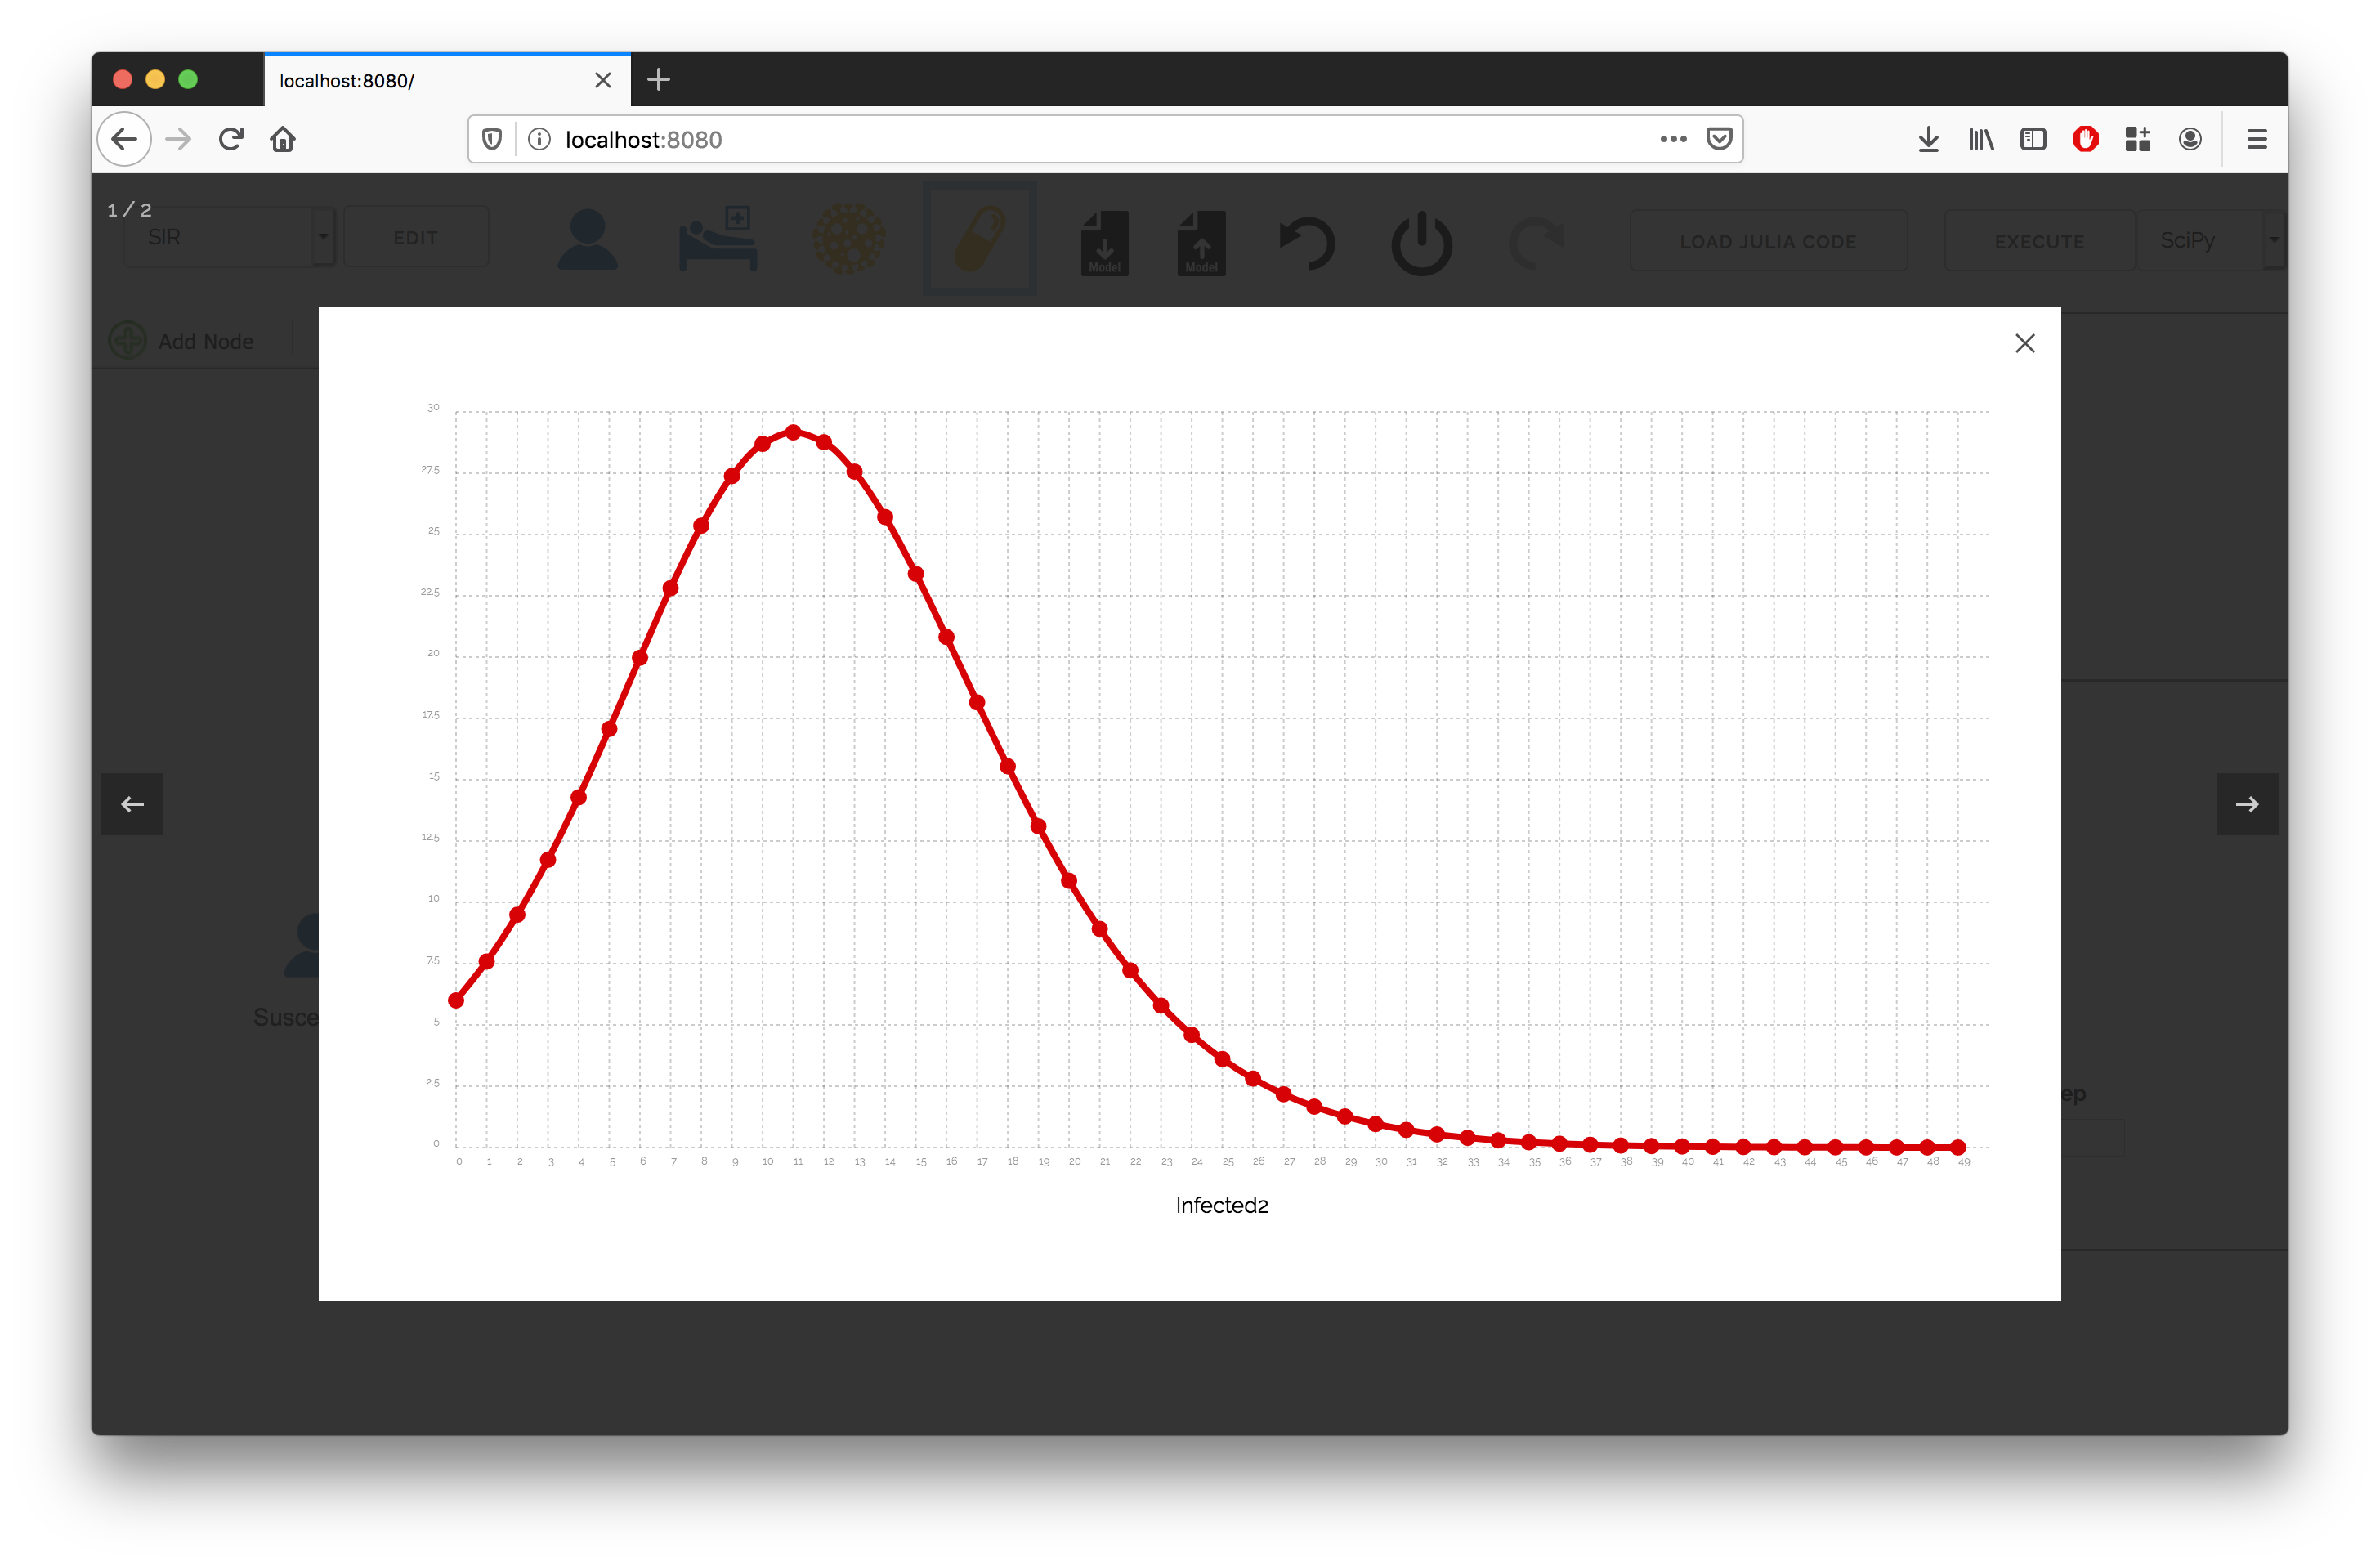 localhost:8080/
localhost:8080
1 / 2
SIR
EDIT
Model
Model
LOAD JULIA CODE
EXECUTE
SciPy
Add Node
30
27.5
25
22.5
20
17.5
15
12.5
10
7.5
5
2.5
0
0 1 2 3 4 5 6 7 8 9 10 11 12 13 14 15 16 17 18 19 20 21 22 23 24 25 26 27 28 29 30 31 32 33 34 35 36 37 38 39 40 41 42 43 44 45 46 47 48 49
Infected2
Susce
ep